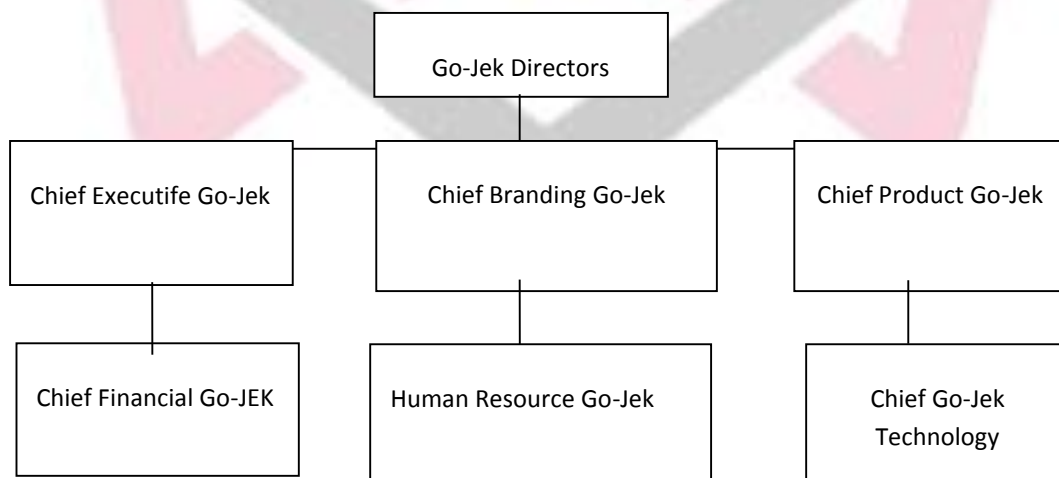 Go-Jek Directors
Chief Executife Go-Jek
Chief Branding Go-Jek
Chief Product Go-Jek
Chief Financial Go-JEK
Human Resource Go-Jek
Chief Go-Jek
Technology